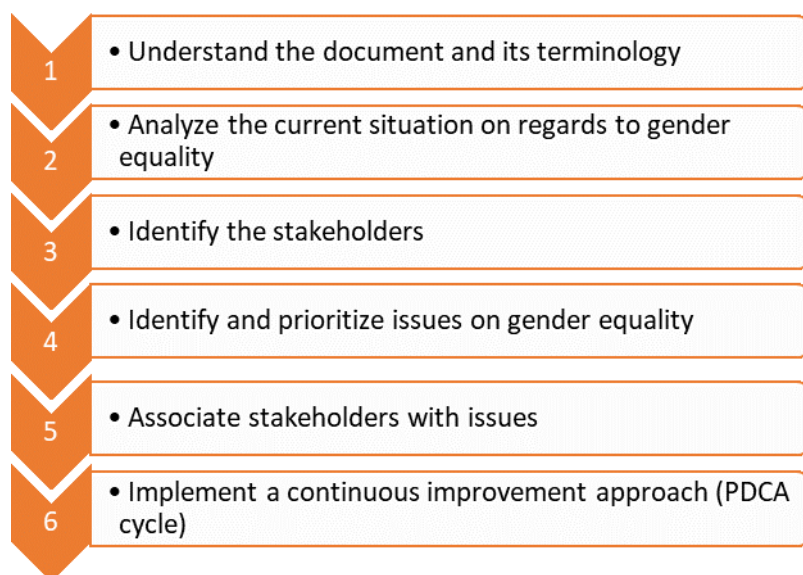 1
• Understand the document and its terminology
2
• Analyze the current situation on regards to gender
equality
3
• Identify the stakeholders
4
• Identify and prioritize issues on gender equality
5
• Associate stakeholders with issues
6
• Implement a continuous improvement approach (PDCA
cycle)